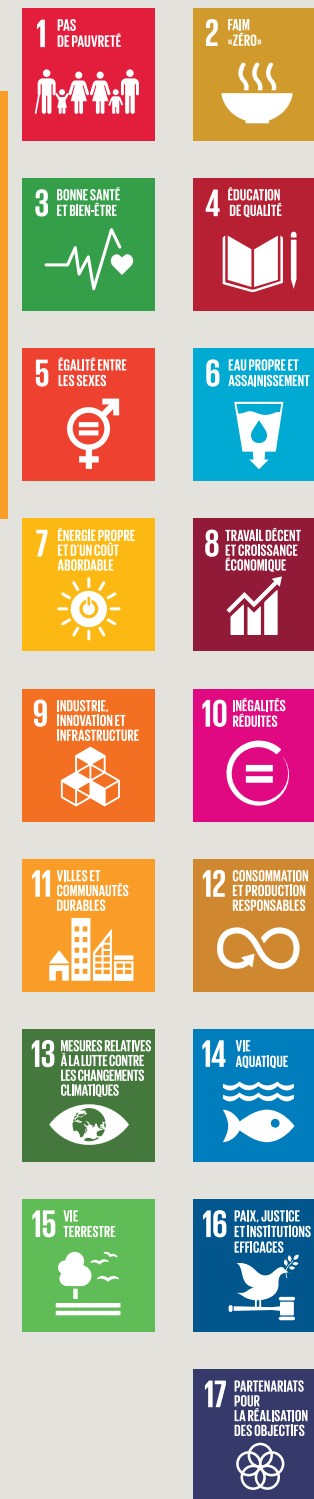 1 PAS
DE PAUVRETÉ
2 FAIM
«ZÉRO»
3 BONNE SANTÉ
ET BIEN-ÊTRE
4 ÉDUCATION
DE QUALITÉ
5 ÉGALITÉ ENTRE
LES SEXES
6 EAU PROPRE ET
ASSAINISSEMENT
7 ÉNERGIE PROPRE
ET D'UN COÛT
ABORDABLE
8 TRAVAIL DÉCENT
ET CROISSANCE
ÉCONOMIQUE
9 INDUSTRIE,
INNOVATION ET
INFRASTRUCTURE
10 INÉGALITÉS
RÉDUITES
11 VILLES ET
COMMUNAUTÉS
DURABLES
12 CONSOMMATION
ET PRODUCTION
RESPONSABLES
13 MESURES RELATIVES
À LA LUTTE CONTRE
LES CHANGEMENTS
CLIMATIQUES
14 VIE
AQUATIQUE
15 VIE
TERRESTRE
16 PAIX, JUSTICE
ET INSTITUTIONS
EFFICACES
17 PARTENARIATS
POUR
LA RÉALISATION
DES OBJECTIFS